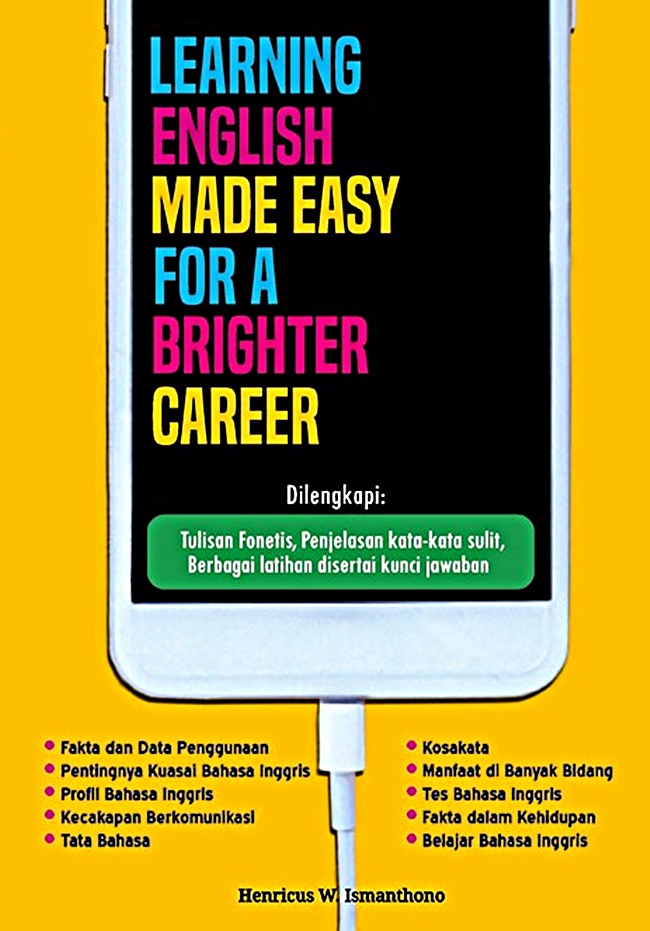 LEARNING
ENGLISH
MADE EASY
FOR A
BRIGHTER
CAREER
Dilengkapi:
Tulisan Fonetis, Penjelasan kata-kata sulit,
Berbagai latihan disertai kunci jawaban
Fakta dan Data Penggunaan
Pentingnya Kuasai Bahasa Inggris
Profil Bahasa Inggris
Kecakapan Berkomunikasi
Tata Bahasa
Kosakata
Manfaat di Banyak Bidang
Tes Bahasa Inggris
Fakta dalam Kehidupan
Belajar Bahasa Inggris
Henricus W. Ismanthono